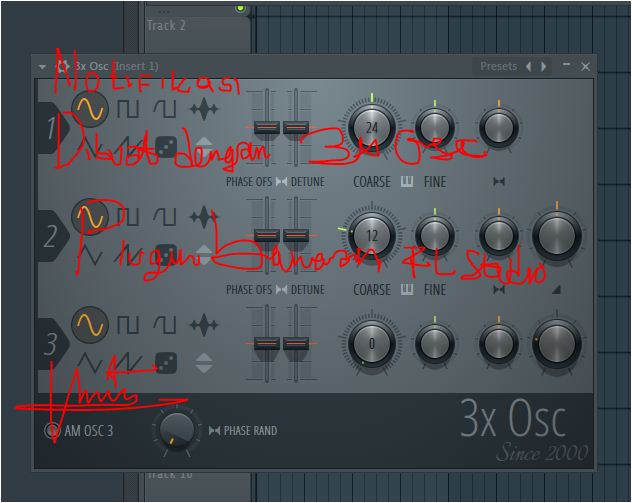 Track 2
3x Osc (Insert 1)
Presets
Notifikasi
1
24
Dibuat dengan 3x Osc
PHASE OFS DETUNE COARSE FINE
2
12
Plugin Bawaan FL Studio
PHASE OFS DETUNE COARSE FINE
3
0
AM OSC 3
PHASE RAND
3x Osc
Since 2000
Track 10